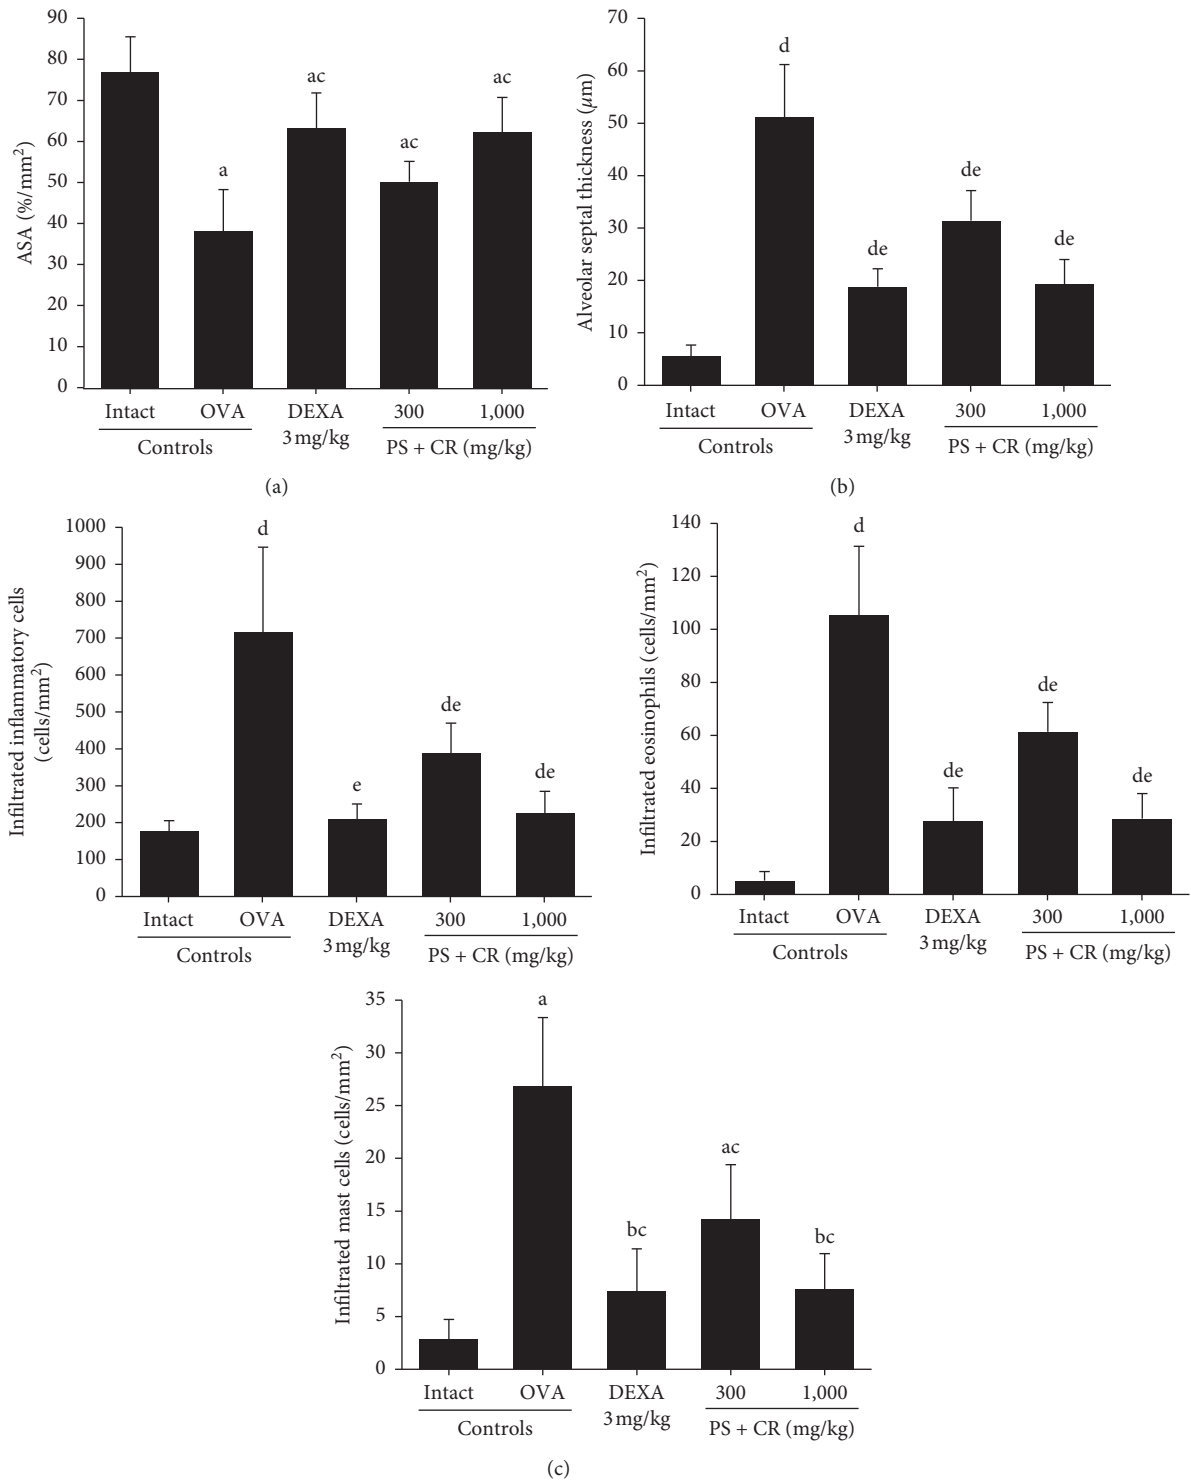 90
80
70
60
50
40
30
20
10
0
ASA (%/mm²)
a
ac
ac
ac
Intact
OVA
DEXA
3 mg/kg
300
1,000
Controls
PS + CR (mg/kg)
(a)
70
60
50
40
30
20
10
0
Alveolar septal thickness (μm)
d
de
de
de
Intact
OVA
DEXA
3 mg/kg
300
1,000
Controls
PS + CR (mg/kg)
(b)
1000
900
800
700
600
500
400
300
200
100
0
Infiltrated inflammatory cells
(cells/mm²)
d
e
de
de
Intact
OVA
DEXA
3 mg/kg
300
1,000
Controls
PS + CR (mg/kg)
140
120
100
80
60
40
20
0
Infiltrated eosinophils (cells/mm²)
d
de
de
de
Intact
OVA
DEXA
3 mg/kg
300
1,000
Controls
PS + CR (mg/kg)
35
30
25
20
15
10
5
0
Infiltrated mast cells (cells/mm²)
a
bc
ac
bc
Intact
OVA
DEXA
3 mg/kg
300
1,000
Controls
PS + CR (mg/kg)
(c)